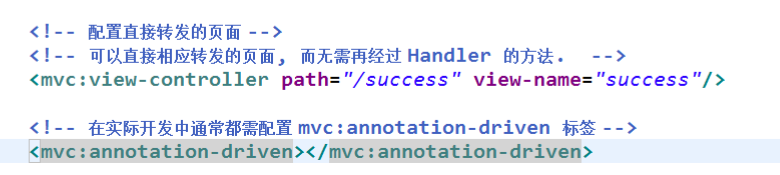 <!-- 配置直接转发的页面 -->
<!-- 可以直接相应转发的页面, 而无需再经过 Handler 的方法.  -->
<mvc:view-controller path="/success" view-name="success"/>
<!-- 在实际开发中通常都需配置 mvc:annotation-driven 标签 -->
<mvc:annotation-driven></mvc:annotation-driven>